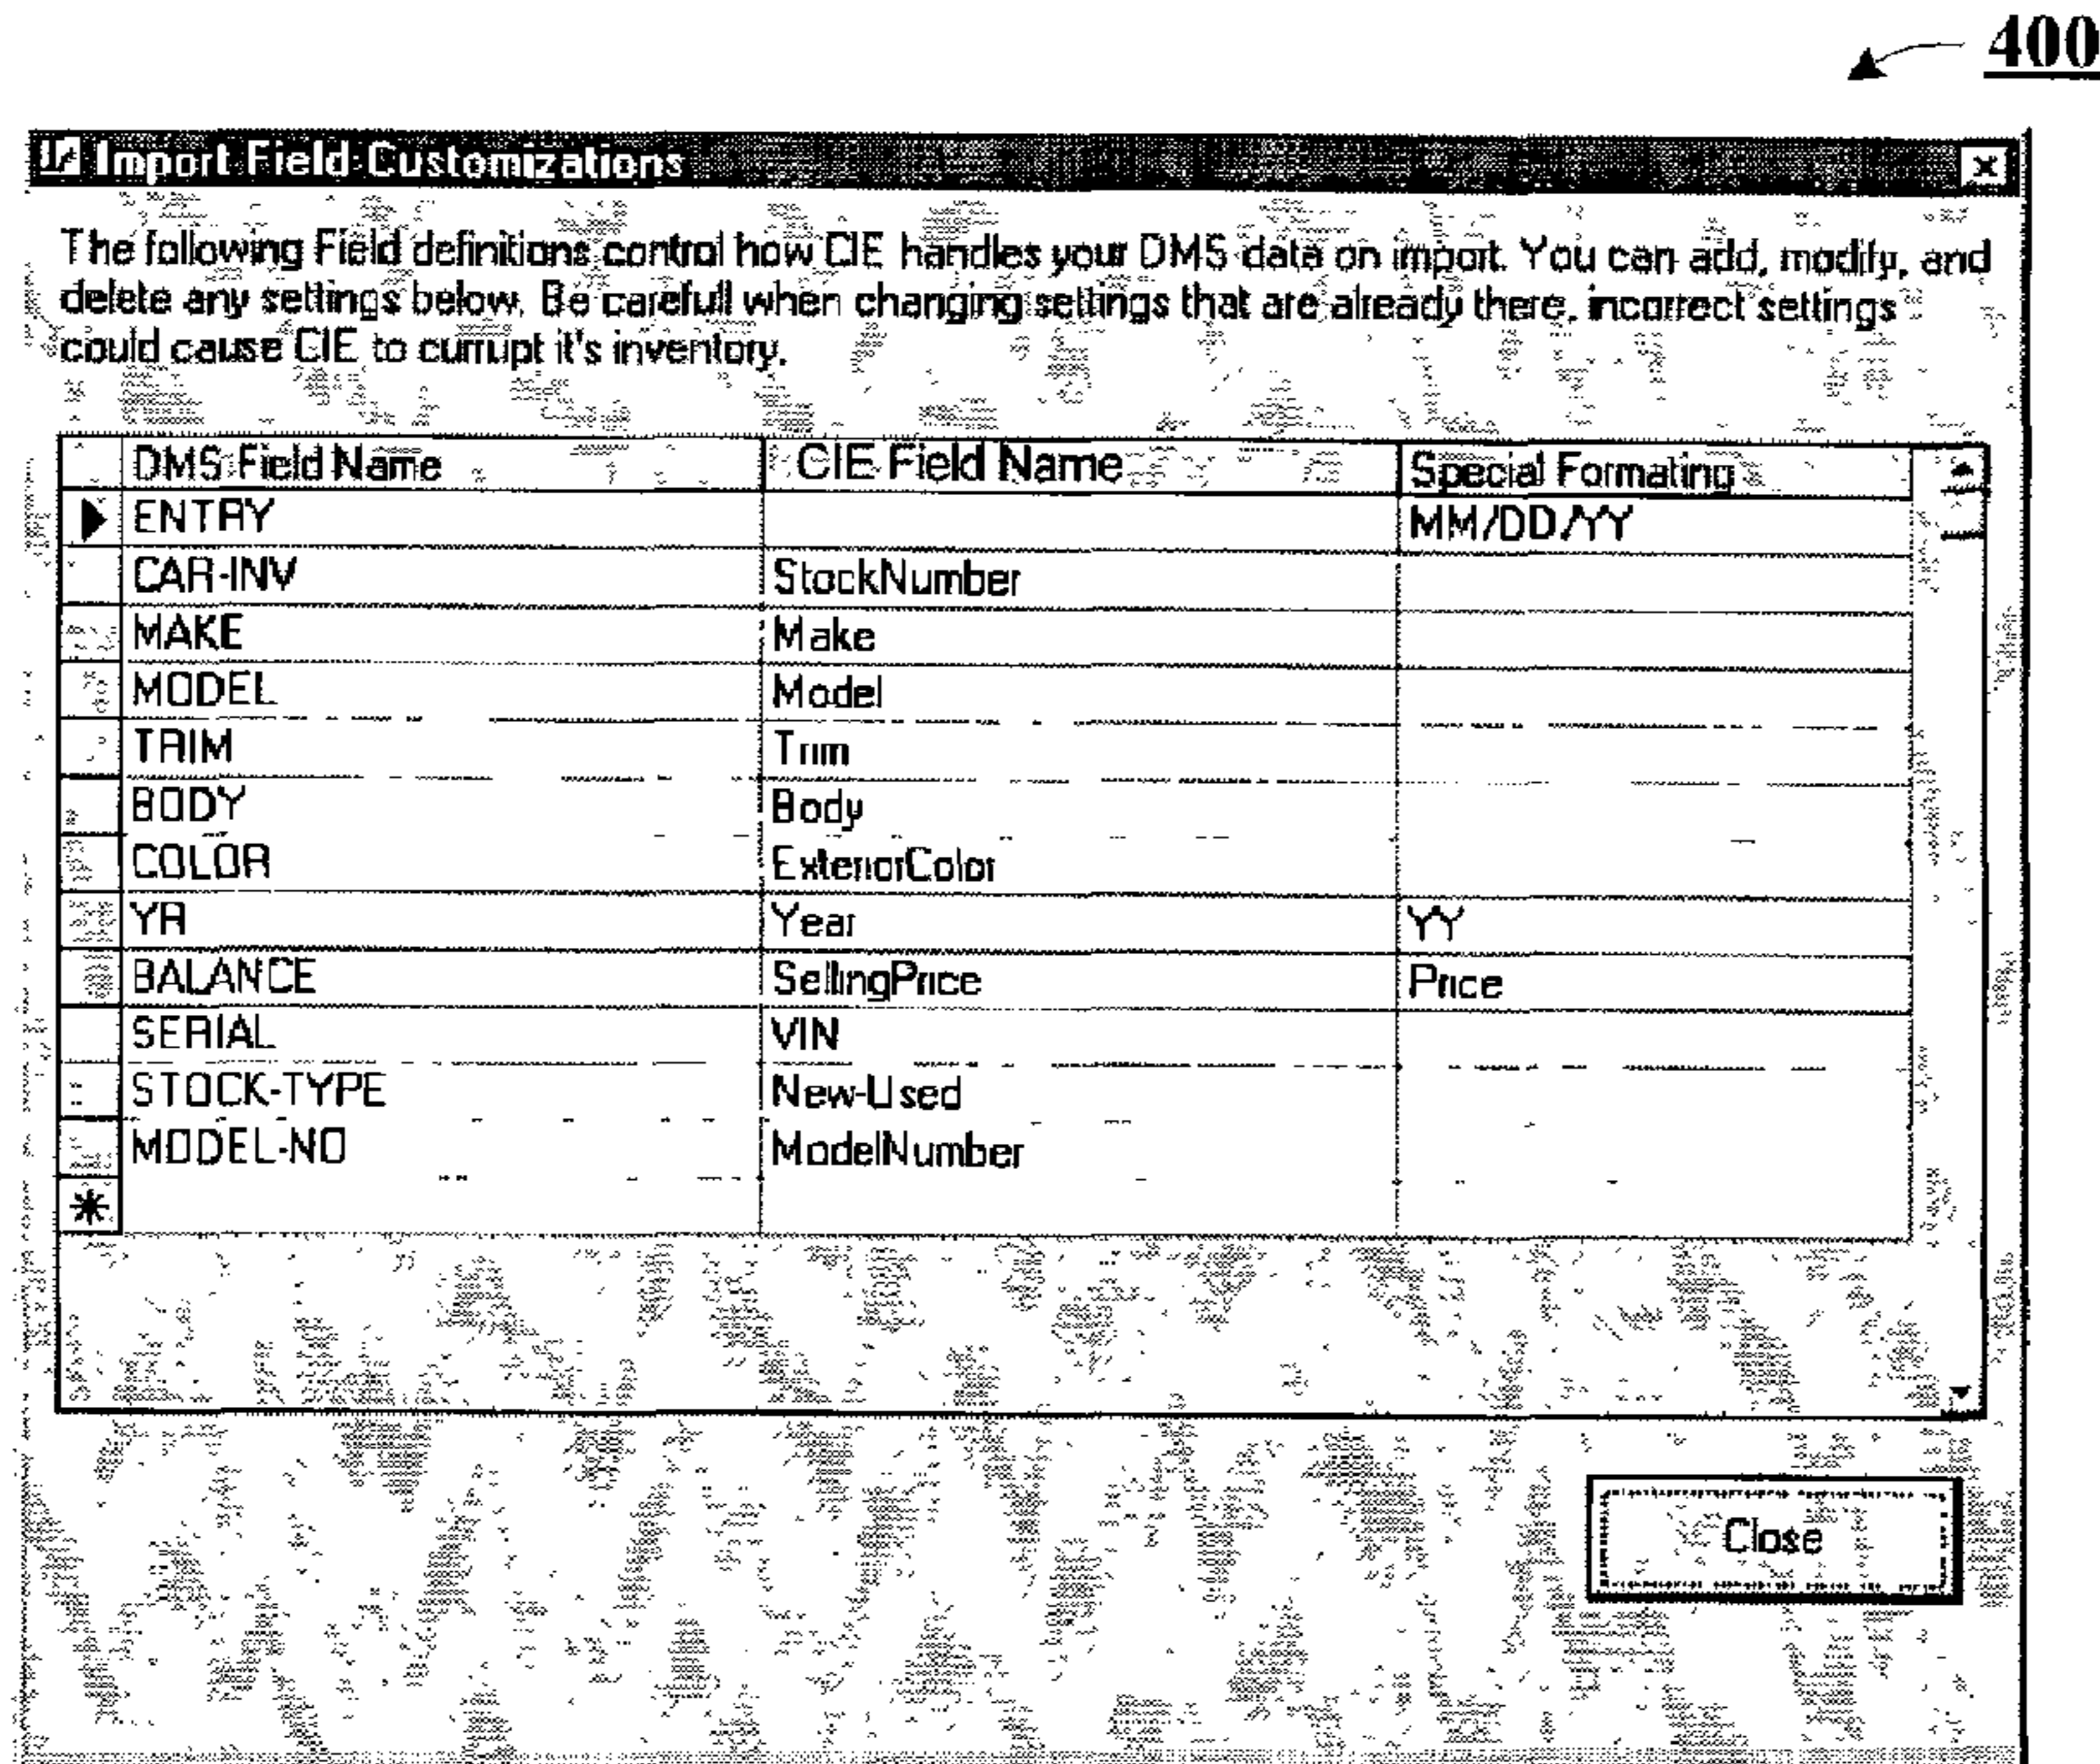 400
Import Field Customizations
The following Field definitions control how CIE handles your DMS data on import. You can add, modify, and
delete any settings below. Be carefull when changing settings that are already there, incorrect settings
could cause CIE to currupt it's inventory.
DMS Field Name CIE Field Name Special Formating
ENTRY MM/DD/YY
CAR-INV StockNumber
MAKE Make
MODEL Model
TRIM Trim
BODY Body
COLOR ExteriorColor
YR Year YY
BALANCE SellingPrice Price
SERIAL VIN
STOCK-TYPE New-Used
MODEL-NO ModelNumber
Close